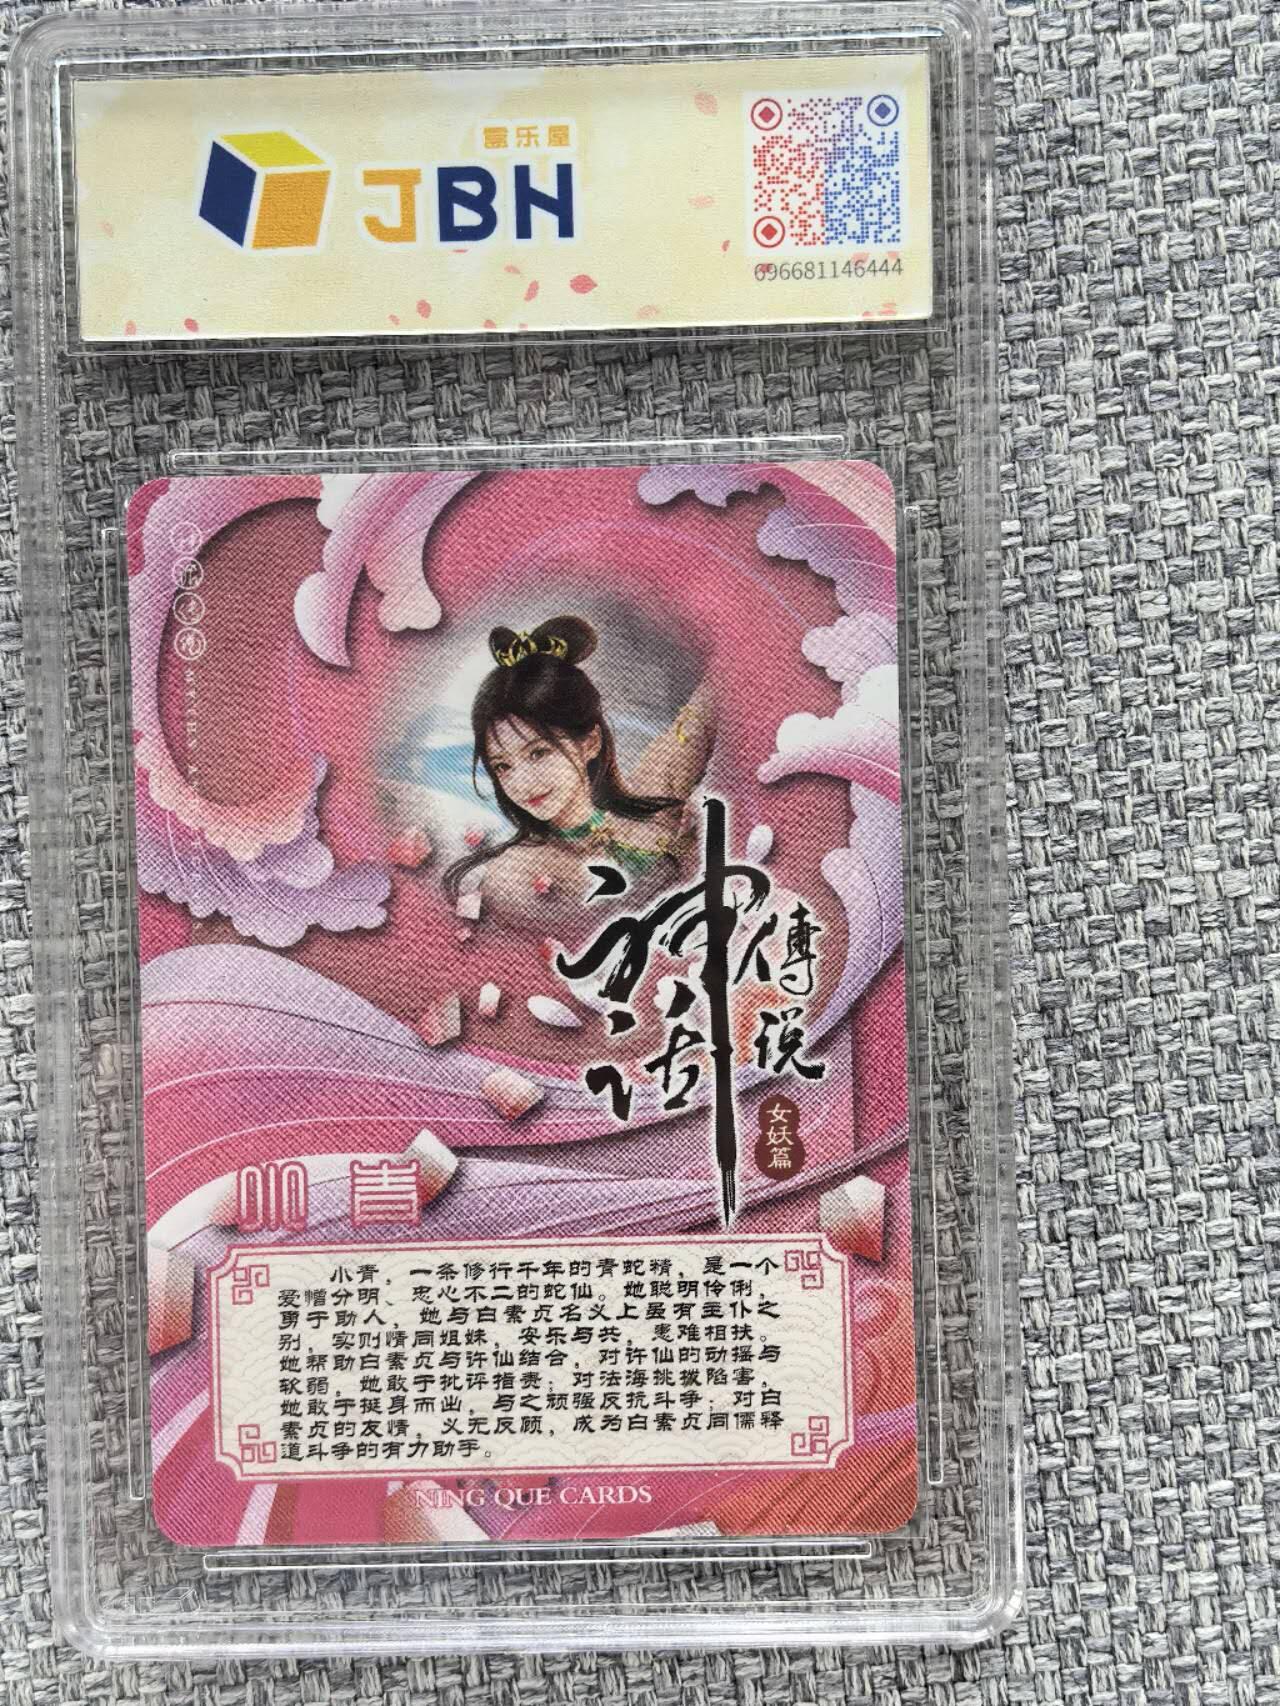 JBH
696681146444
神话
傳说
女妖篇
小青
小青，一条修行千年的青蛇精，是一个
爱憎分明、忠心不二的蛇仙。她聪明伶俐，
勇于助人，她与白素贞名义上虽有主仆之
别，实则情同姐妹，安乐与共，患难相扶。
她帮助白素贞与许仙结合，对许仙的动摇与
软弱，她敢于批评指责；对法海挑拨陷害，
她敢于挺身而出，与之顽强反抗斗争；对白
素贞的友情，义无反顾，成为白素贞同儒释
道斗争的有力助手。
NING QUE CARDS